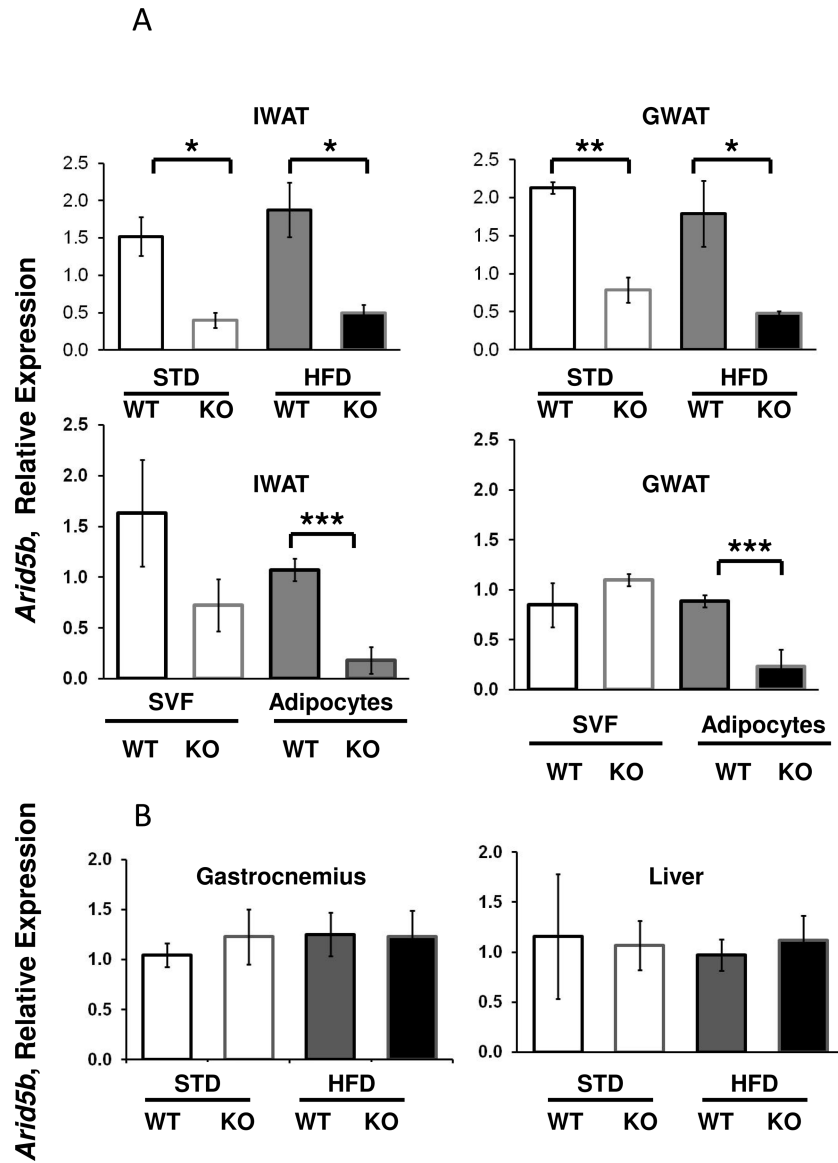 A
IWAT
GWAT
* *
** *
Arid5b, Relative Expression
2.5
2.0
1.5
1.0
0.5
0.0
2.5
2.0
1.5
1.0
0.5
0.0
STD HFD
WT KO WT KO
STD HFD
WT KO WT KO
2.5
2.0
1.5
1.0
0.5
0.0
IWAT
***
SVF Adipocytes
WT KO WT KO
2.5
2.0
1.5
1.0
0.5
0.0
GWAT
***
SVF Adipocytes
WT KO WT KO
B
Arid5b, Relative Expression
2.0
1.5
1.0
0.5
0.0
Gastrocnemius
STD HFD
WT KO WT KO
2.0
1.5
1.0
0.5
0.0
Liver
STD HFD
WT KO WT KO